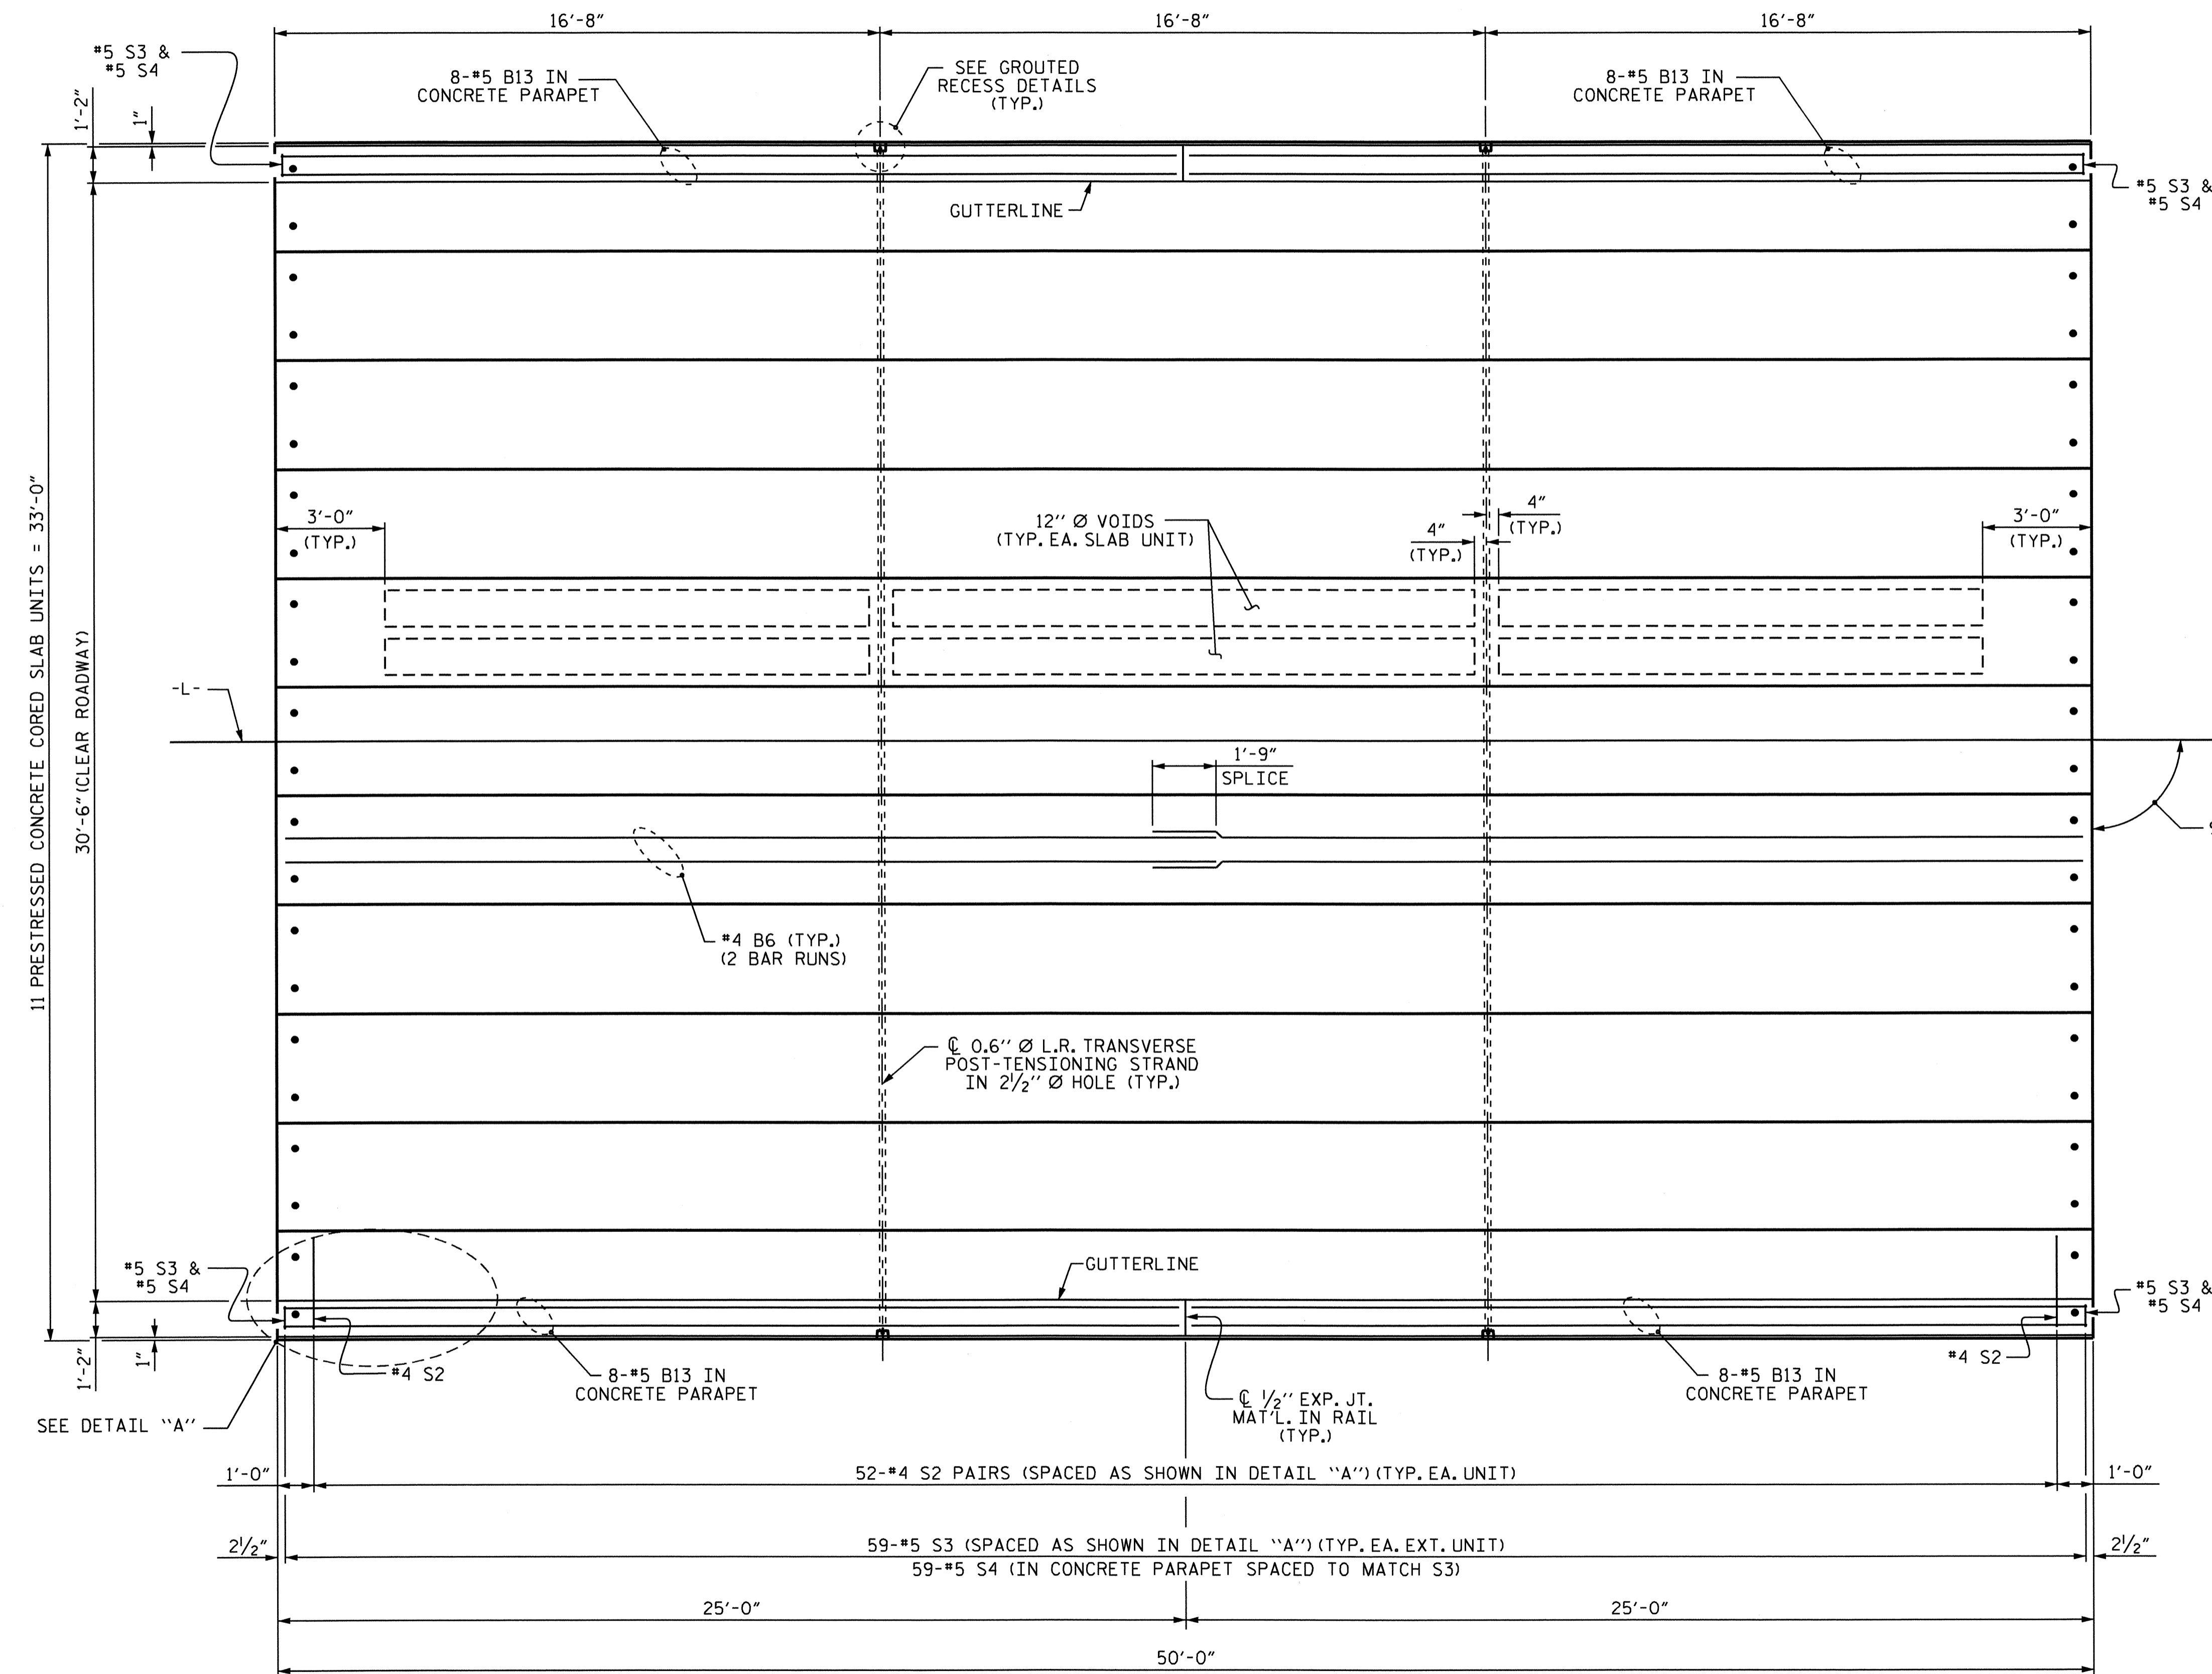 16'-8"
16'-8"
16'-8"
#5 S3 &
#5 S4
8-#5 B13 IN
CONCRETE PARAPET
SEE GROUTED
RECESS DETAILS
(TYP.)
8-#5 B13 IN
CONCRETE PARAPET
1'-2"
1"
GUTTERLINE
#5 S3 &
#5 S4
11 PRESTRESSED CONCRETE CORED SLAB UNITS = 33'-0"
30'-6" (CLEAR ROADWAY)
3'-0"
(TYP.)
12" Ø VOIDS
(TYP. EA. SLAB UNIT)
4"
(TYP.)
4"
(TYP.)
3'-0"
(TYP.)
-L-
1'-9"
SPLICE
#4 B6 (TYP.)
(2 BAR RUNS)
℄ 0.6" Ø L.R. TRANSVERSE
POST-TENSIONING STRAND
IN 2½" Ø HOLE (TYP.)
#5 S3 &
#5 S4
GUTTERLINE
#5 S3 &
#5 S4
1'-2"
1"
#4 S2
8-#5 B13 IN
CONCRETE PARAPET
℄ ½" EXP. JT.
MAT'L. IN RAIL
(TYP.)
8-#5 B13 IN
CONCRETE PARAPET
#4 S2
SEE DETAIL "A"
1'-0"
52-#4 S2 PAIRS (SPACED AS SHOWN IN DETAIL "A") (TYP. EA. UNIT)
1'-0"
2½"
59-#5 S3 (SPACED AS SHOWN IN DETAIL "A") (TYP. EA. EXT. UNIT)
59-#5 S4 (IN CONCRETE PARAPET SPACED TO MATCH S3)
2½"
25'-0"
25'-0"
50'-0"